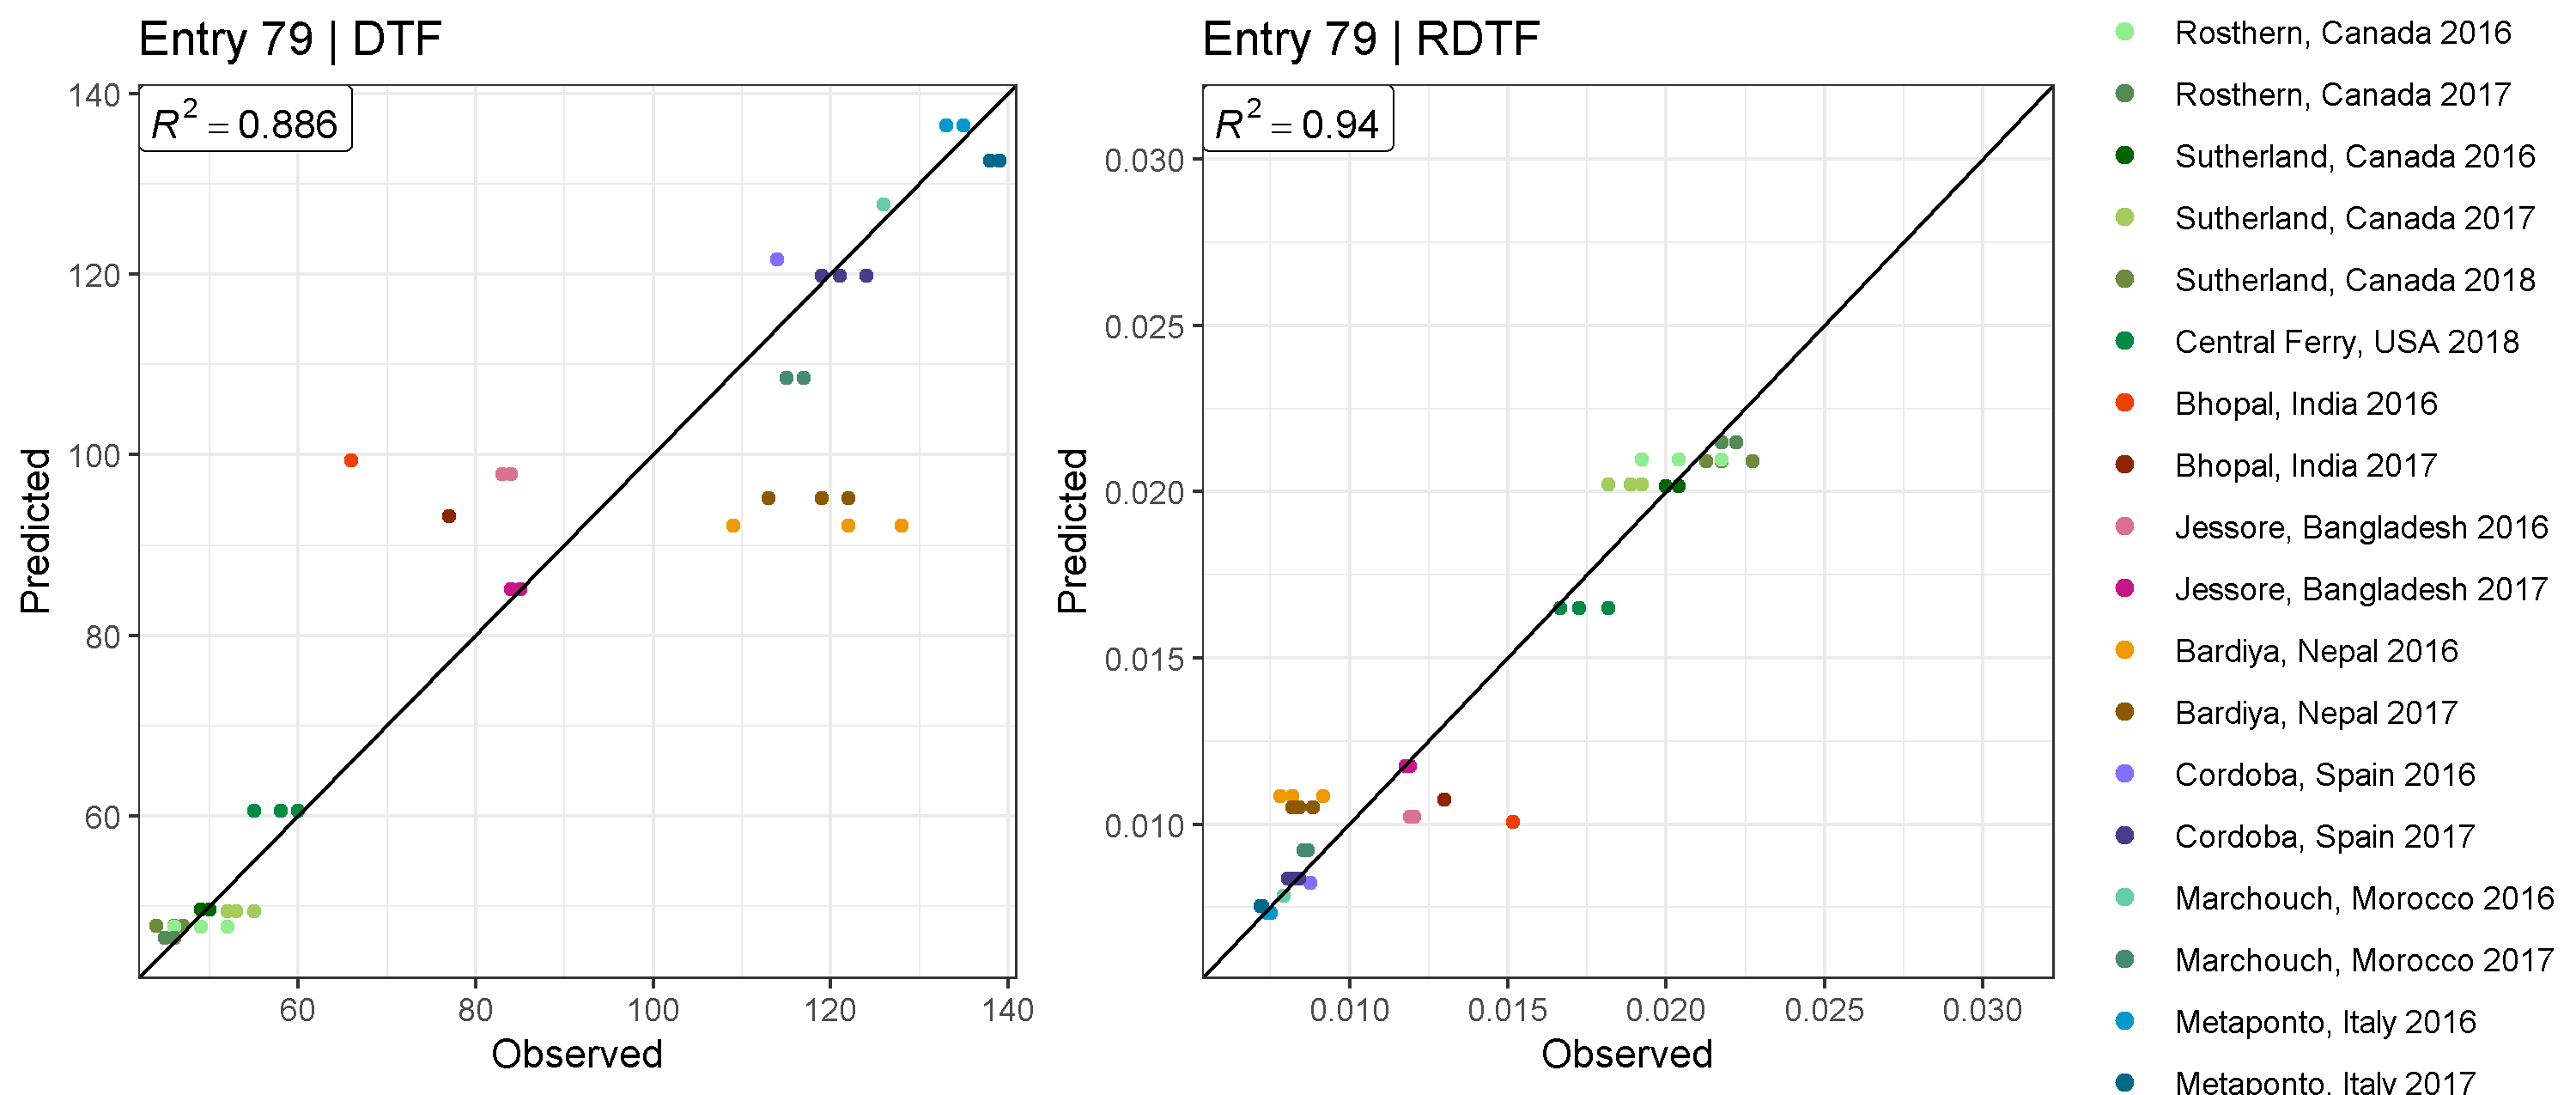 Entry 79 | DTF
R² = 0.886
140
120
100
80
60
Predicted
60 80 100 120 140
Observed
Entry 79 | RDTF
R² = 0.94
0.030
0.025
0.020
0.015
0.010
Predicted
0.010 0.015 0.020 0.025 0.030
Observed
Rosthern, Canada 2016
Rosthern, Canada 2017
Sutherland, Canada 2016
Sutherland, Canada 2017
Sutherland, Canada 2018
Central Ferry, USA 2018
Bhopal, India 2016
Bhopal, India 2017
Jessore, Bangladesh 2016
Jessore, Bangladesh 2017
Bardiya, Nepal 2016
Bardiya, Nepal 2017
Cordoba, Spain 2016
Cordoba, Spain 2017
Marchouch, Morocco 2016
Marchouch, Morocco 2017
Metaponto, Italy 2016
Metaponto, Italy 2017